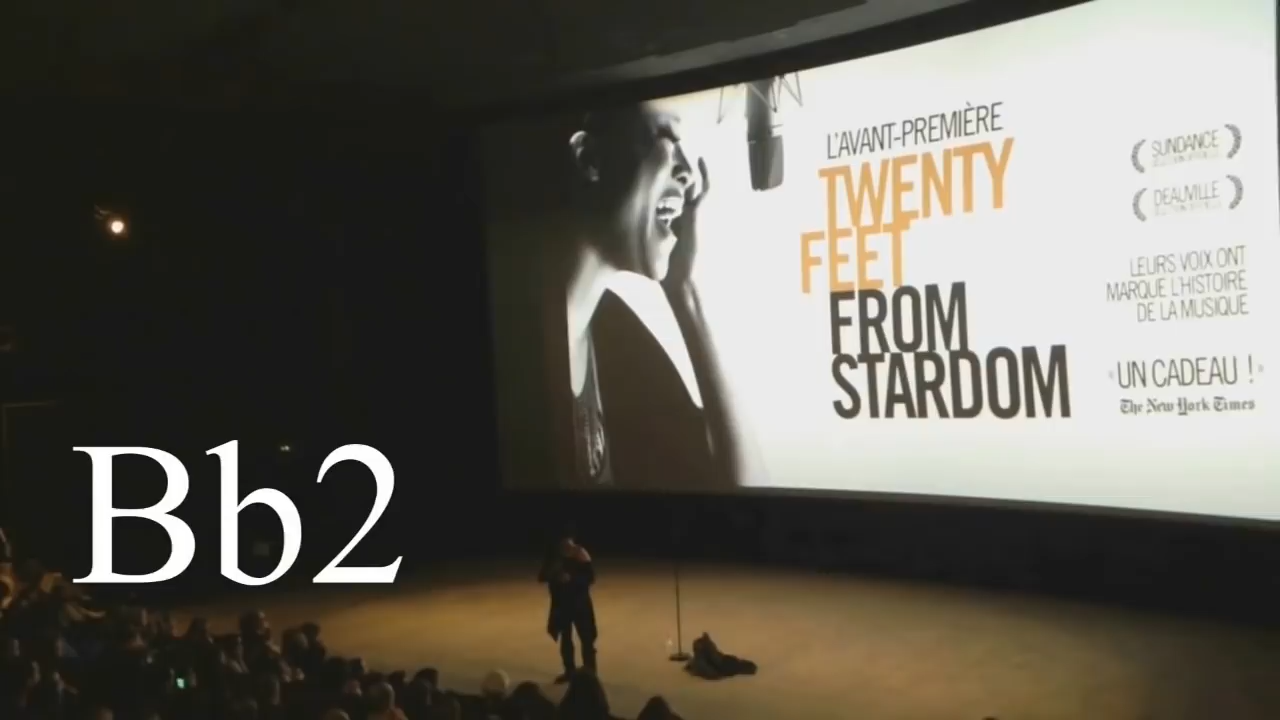 L'AVANT-PREMIÈRE
TWENTY
FEET
FROM
STARDOM
SUNDANCE
DEAUVILLE
LEURS VOIX ONT
MARQUE L'HISTOIRE
DE LA MUSIQUE
«UN CADEAU !»
The New York Times
Bb2